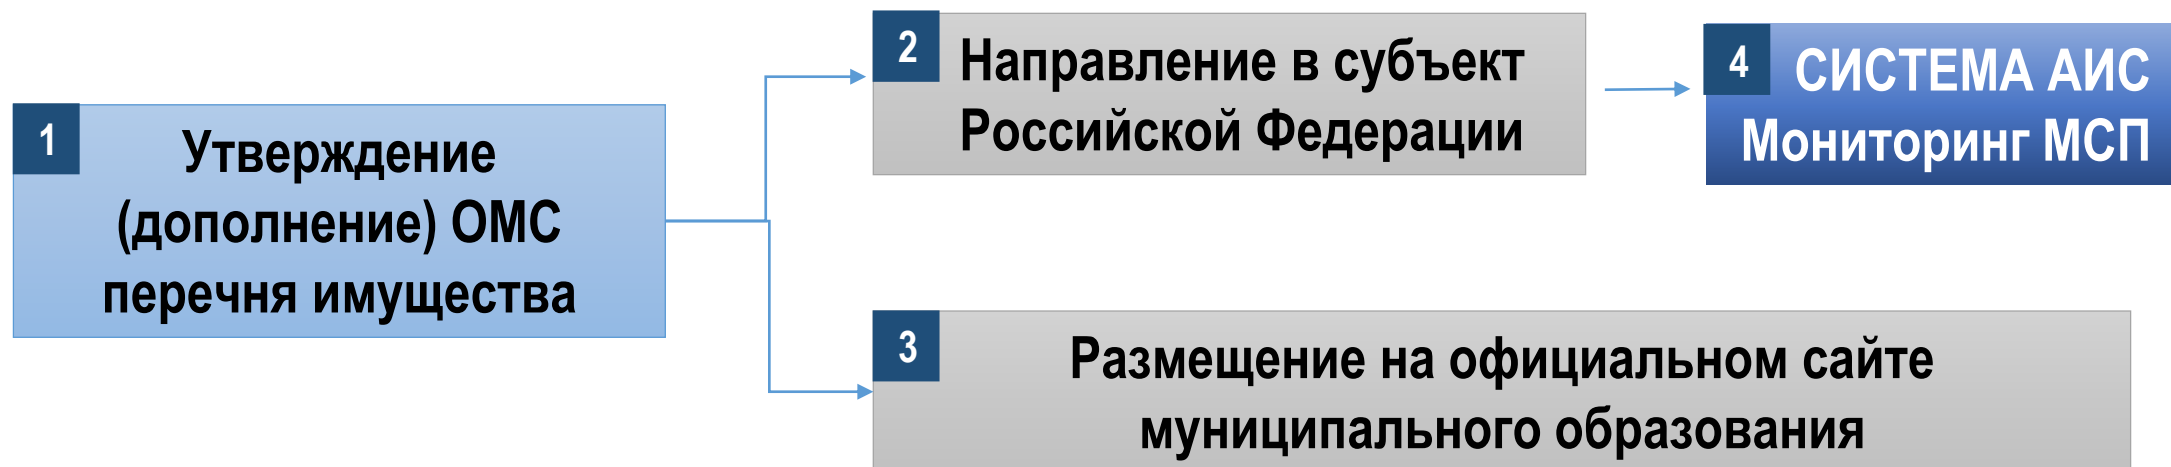 1
Утверждение
(дополнение) ОМС
перечня имущества
2
Направление в субъект
Российской Федерации
4
СИСТЕМА АИС
Мониторинг МСП
3
Размещение на официальном сайте
муниципального образования